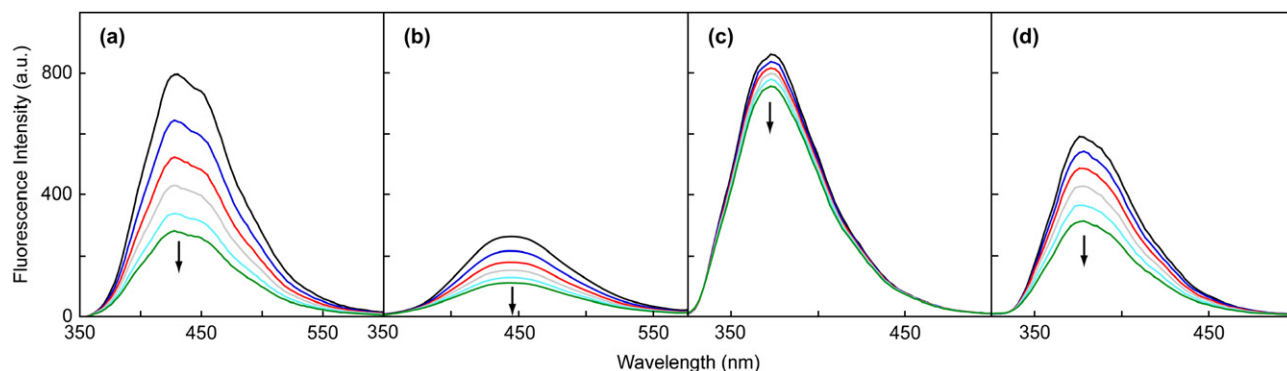 (a) (b) (c) (d)
Fluorescence Intensity (a.u.)
800
400
0
350 450 550 350 450 550 350 450 350 450
Wavelength (nm)